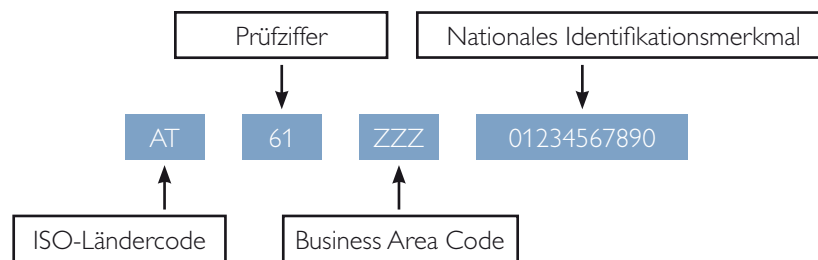 Prüfziffer Nationales Identifikationsmerkmal
AT 61 ZZZ 01234567890
ISO-Ländercode Business Area Code